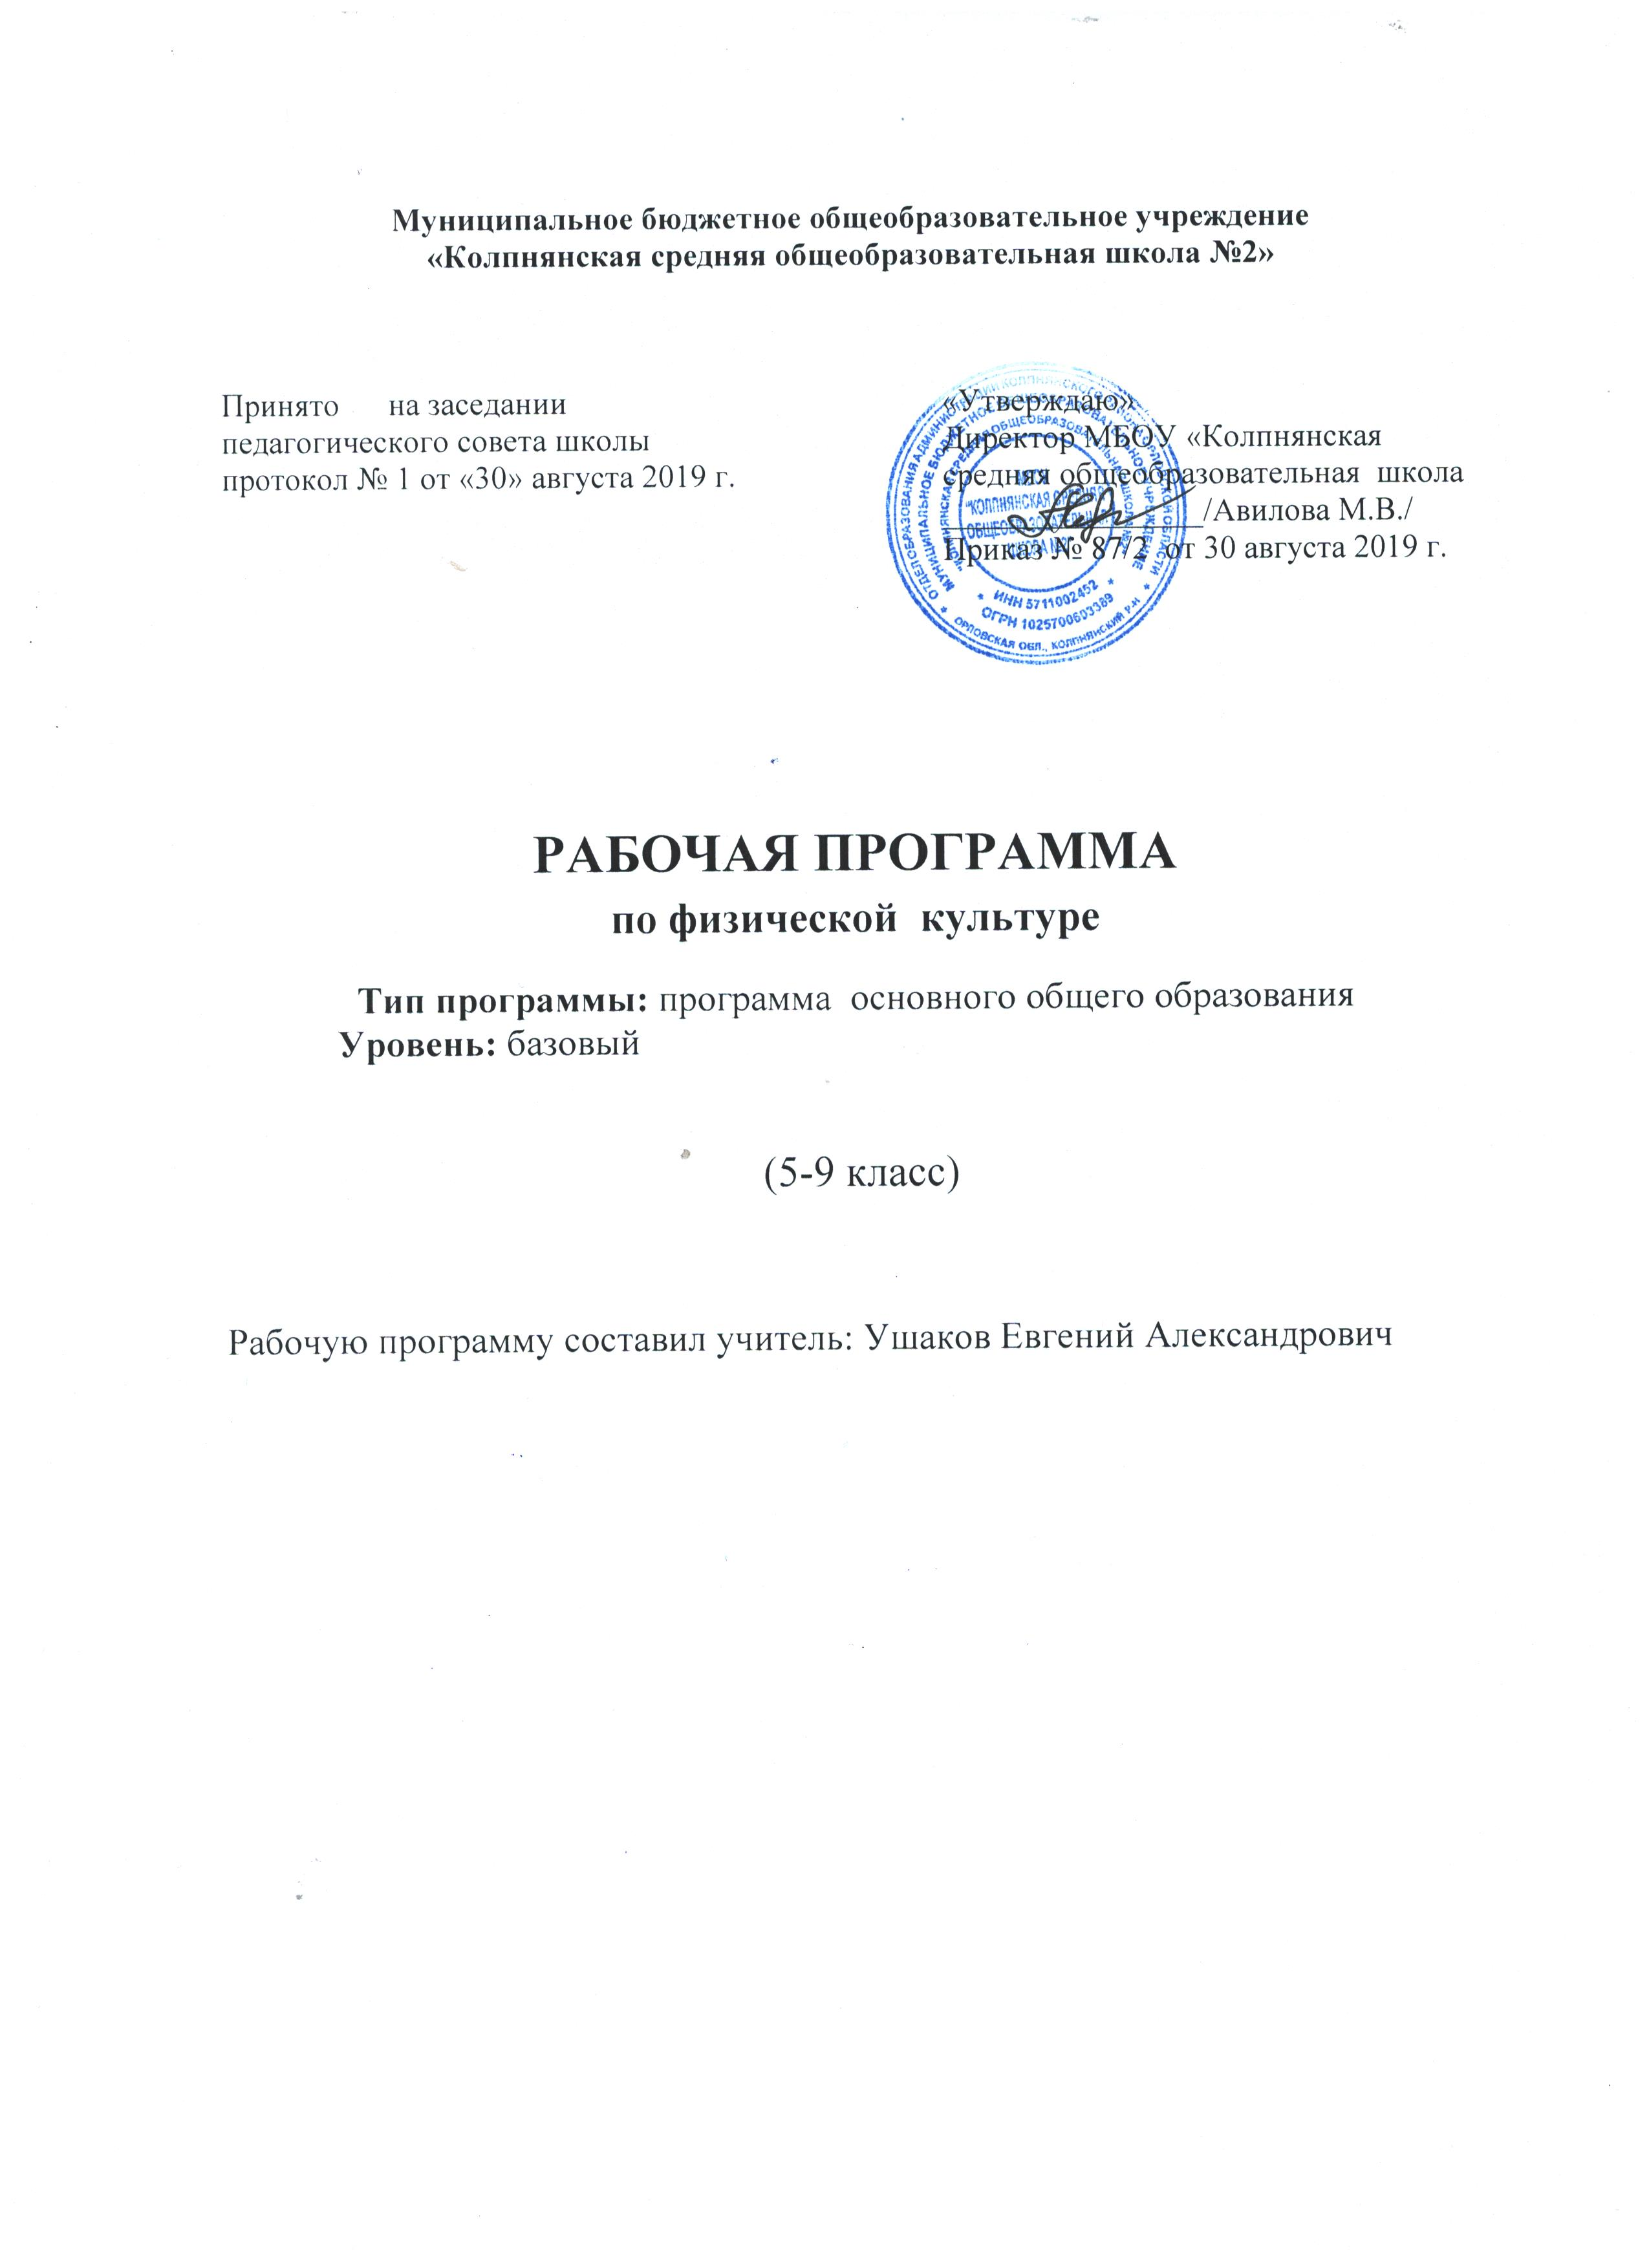 Муниципальное бюджетное общеобразовательное учреждение
«Колпнянская средняя общеобразовательная школа №2»
Принято на заседании
педагогического совета школы
протокол № 1 от «30» августа 2019 г.
«Утверждаю»
Директор МБОУ «Колпнянская
средняя общеобразовательная школа
/Авилова М.В./
Приказ № 87/2 от 30 августа 2019 г.
ИНН 5711002452
ОГРН 1025700603389
ОРЛОВСКАЯ ОБЛ., КОЛПНЯНСКИЙ Р-Н
РАБОЧАЯ ПРОГРАММА
по физической культуре
Тип программы: программа основного общего образования
Уровень: базовый
(5-9 класс)
Рабочую программу составил учитель: Ушаков Евгений Александрович